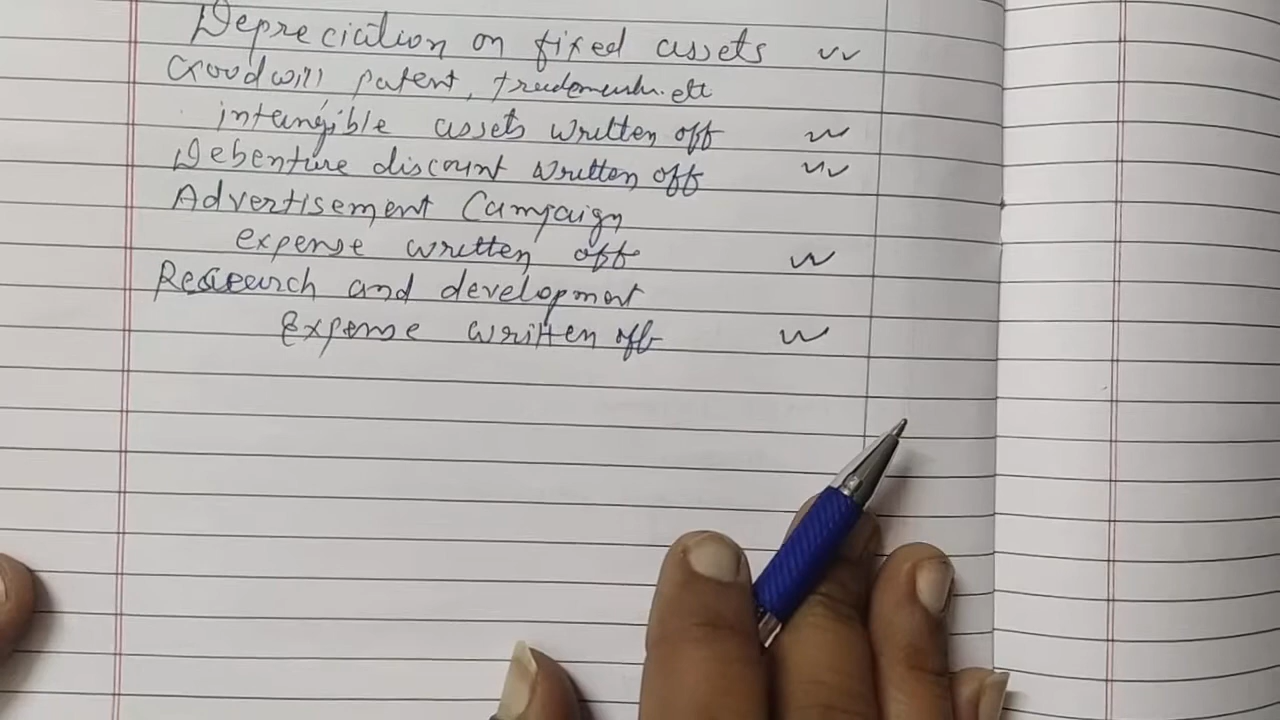 Depreciation on fixed assets
Goodwill patent, trademark. ett
intangible assets written off
Debenture discount written off
Advertisement Campaign
expense written off
Research and development
Expense written off